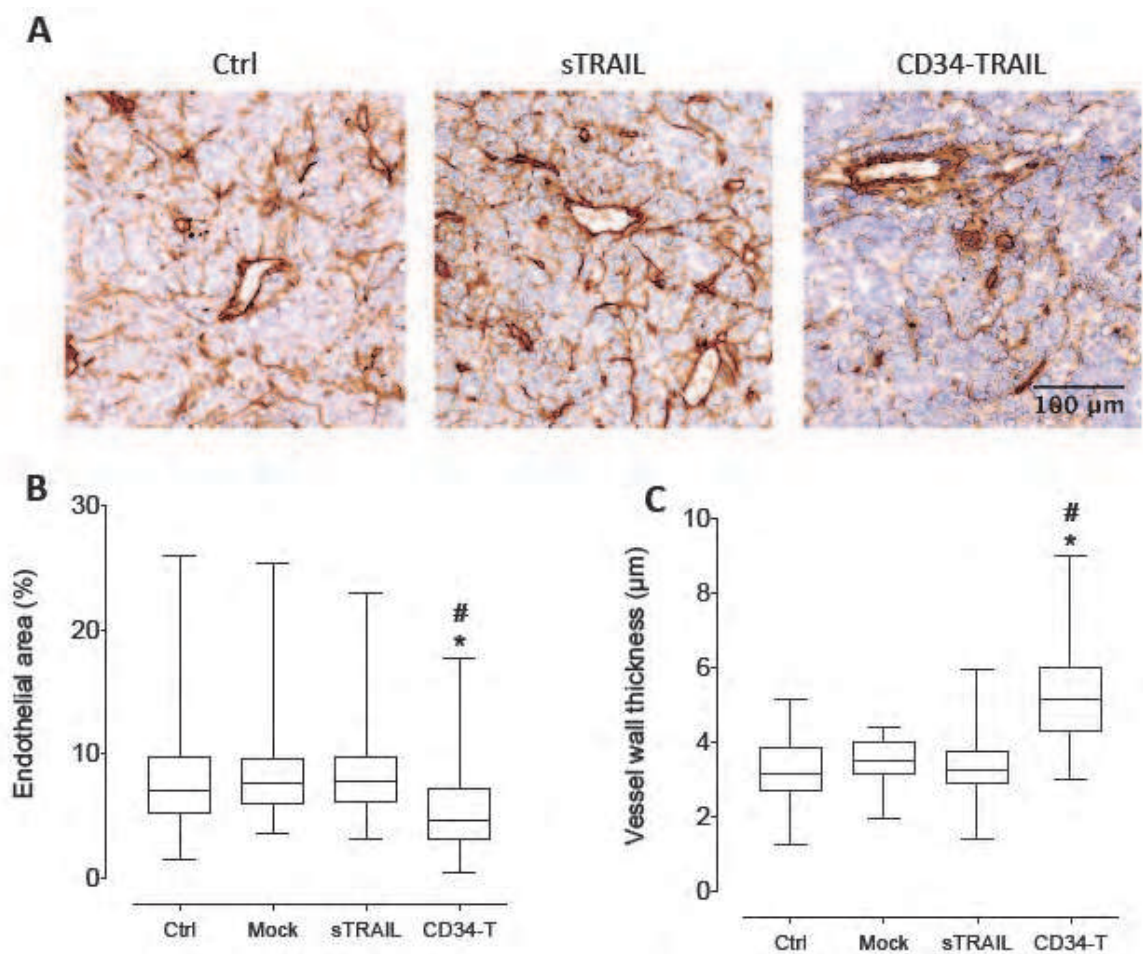 A
Ctrl
sTRAIL
CD34-TRAIL
100 µm
B
Endothelial area (%)
30
20
10
0
#
*
Ctrl
Mock
sTRAIL
CD34-T
C
Vessel wall thickness (µm)
10
8
6
4
2
0
#
*
Ctrl
Mock
sTRAIL
CD34-T